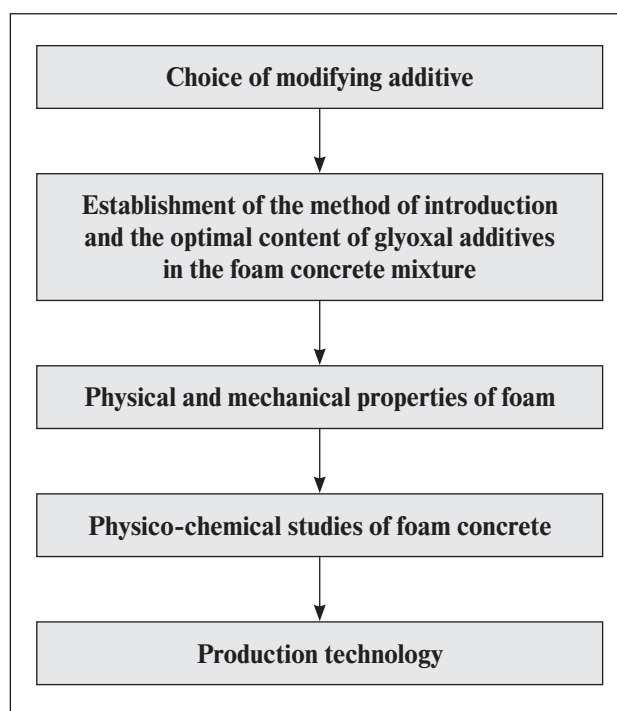 Choice of modifying additive
Establishment of the method of introduction
and the optimal content of glyoxal additives
in the foam concrete mixture
Physical and mechanical properties of foam
Physico-chemical studies of foam concrete
Production technology